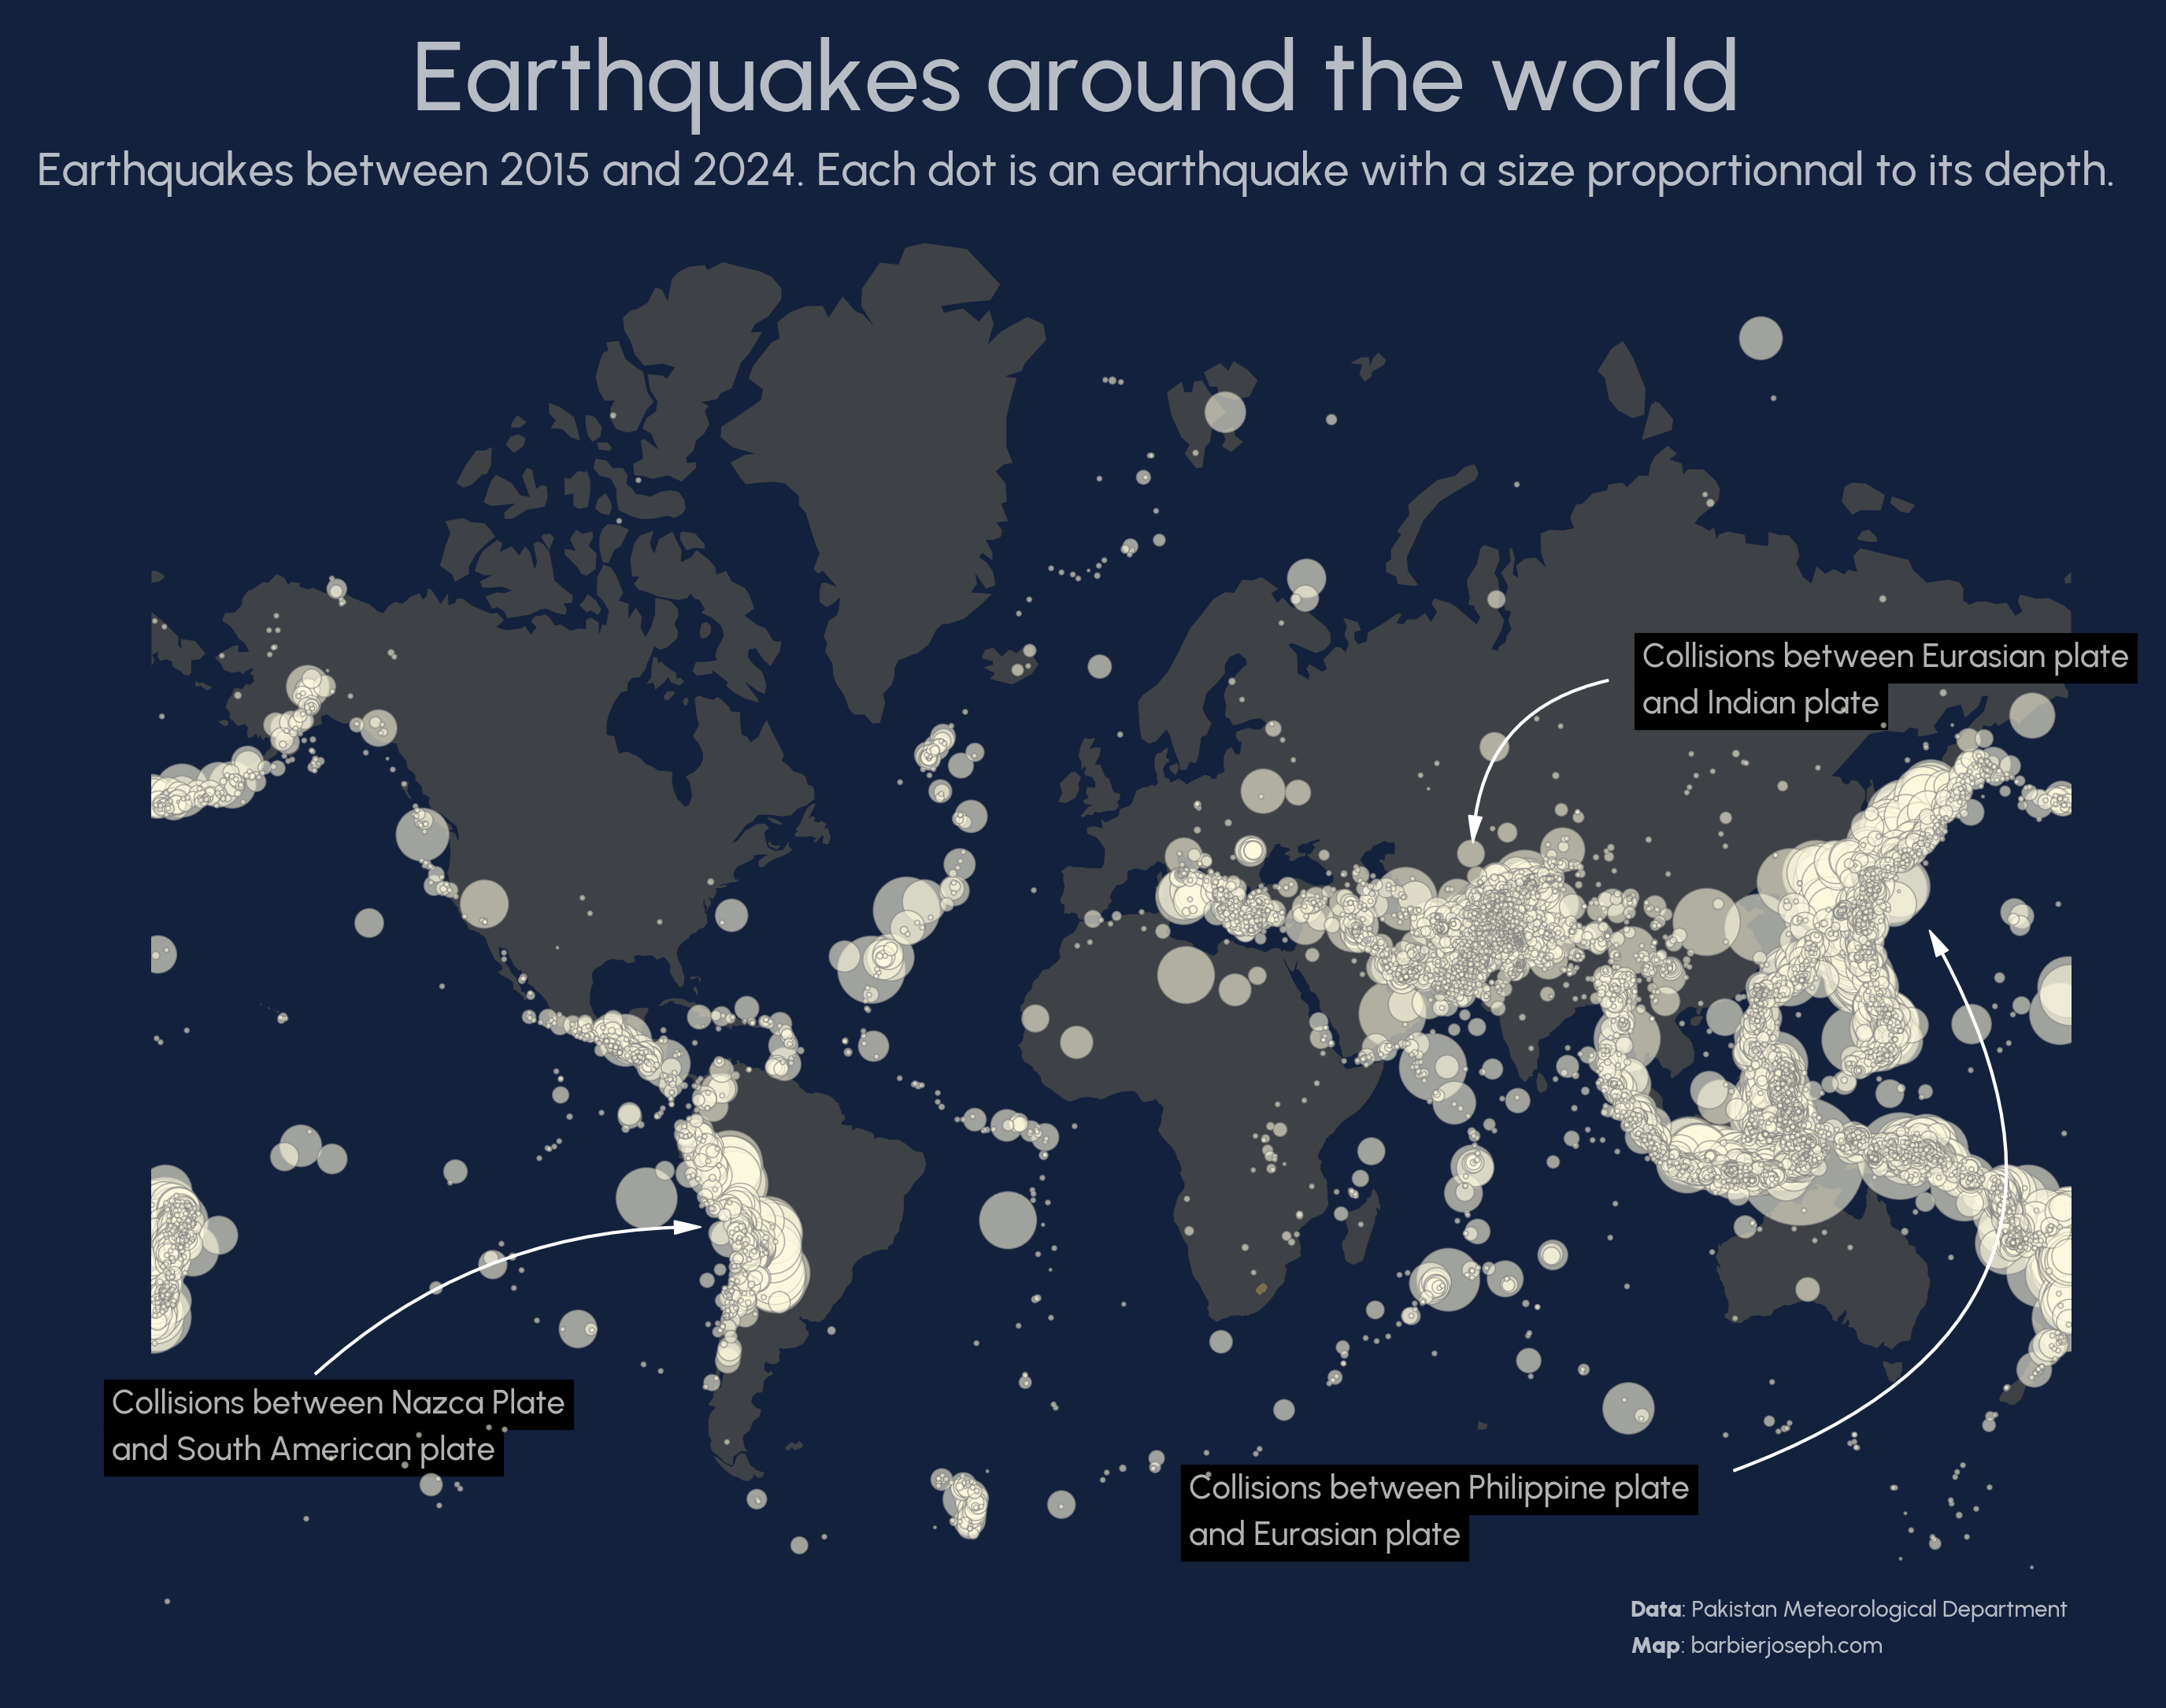 Earthquakes around the world
Earthquakes between 2015 and 2024. Each dot is an earthquake with a size proportionnal to its depth.
Collisions between Eurasian plate
and Indian plate
Collisions between Nazca Plate
and South American plate
Collisions between Philippine plate
and Eurasian plate
Data: Pakistan Meteorological Department
Map: barbierjoseph.com